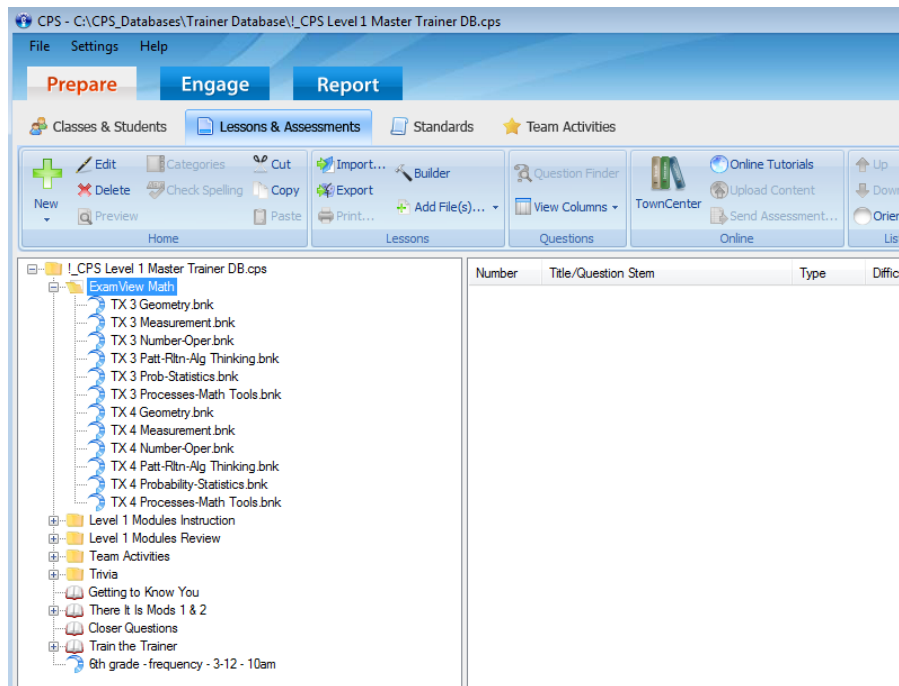 CPS - C:\CPS_Databases\Trainer Database\!_CPS Level 1 Master Trainer DB.cps
File Settings Help
Prepare Engage Report
Classes & Students Lessons & Assessments Standards Team Activities
New
Edit Categories Cut
Delete Check Spelling Copy
Preview Paste
Home
Import... Builder
Export
Print... Add File(s)...
Lessons
Question Finder
View Columns
Questions
TownCenter
Online Tutorials
Upload Content
Send Assessment...
Online
Up
Down
Orien
Lis
!_CPS Level 1 Master Trainer DB.cps
ExamView Math
TX 3 Geometry.bnk
TX 3 Measurement.bnk
TX 3 Number-Oper.bnk
TX 3 Patt-Rltn-Alg Thinking.bnk
TX 3 Prob-Statistics.bnk
TX 3 Processes-Math Tools.bnk
TX 4 Geometry.bnk
TX 4 Measurement.bnk
TX 4 Number-Oper.bnk
TX 4 Patt-Rltn-Alg Thinking.bnk
TX 4 Probability-Statistics.bnk
TX 4 Processes-Math Tools.bnk
Level 1 Modules Instruction
Level 1 Modules Review
Team Activities
Trivia
Getting to Know You
There It Is Mods 1 & 2
Closer Questions
Train the Trainer
6th grade - frequency - 3-12 - 10am
Number Title/Question Stem Type Diffic